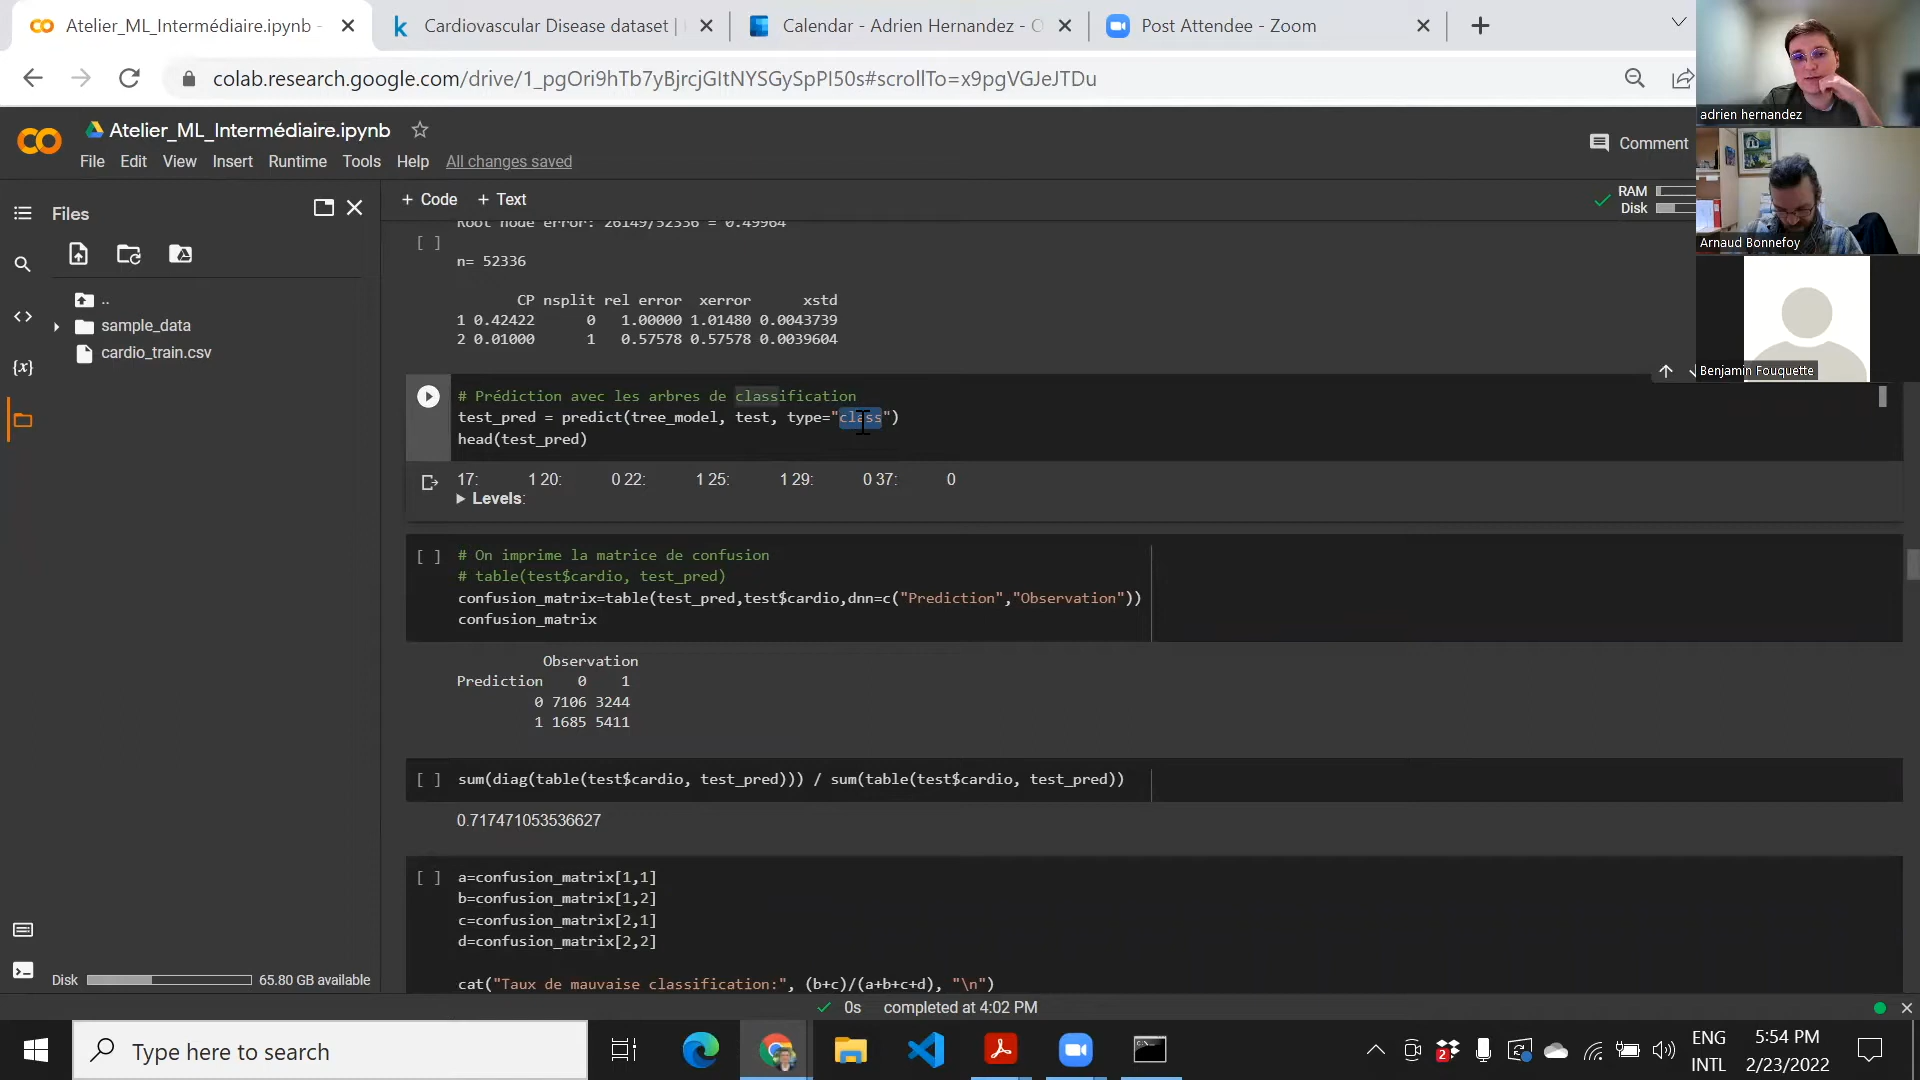 Atelier_ML_Intermédiaire.ipynb -
Cardiovascular Disease dataset |
Calendar - Adrien Hernandez - O
Post Attendee - Zoom
colab.research.google.com/drive/1_pgOri9hTb7yBjrcjGItNYSGySpPI50s#scrollTo=x9pgVGJeJTDu
Atelier_ML_Intermédiaire.ipynb
File Edit View Insert Runtime Tools Help All changes saved
Comment
adrien hernandez
Arnaud Bonnefoy
Benjamin Fouquette
Files
+ Code + Text
RAM
Disk
..
sample_data
cardio_train.csv
Root node error: 26149/52336 = 0.49964
[ ]
n= 52336
CP nsplit rel error xerror xstd
1 0.42422 0 1.00000 1.01480 0.0043739
2 0.01000 1 0.57578 0.57578 0.0039604
# Prédiction avec les arbres de classification
test_pred = predict(tree_model, test, type="class")
head(test_pred)
17: 1 20: 0 22: 1 25: 1 29: 0 37: 0
Levels:
[ ] # On imprime la matrice de confusion
# table(test$cardio, test_pred)
confusion_matrix=table(test_pred,test$cardio,dnn=c("Prediction","Observation"))
confusion_matrix
Observation
Prediction 0 1
0 7106 3244
1 1685 5411
[ ] sum(diag(table(test$cardio, test_pred))) / sum(table(test$cardio, test_pred))
0.717471053536627
[ ] a=confusion_matrix[1,1]
b=confusion_matrix[1,2]
c=confusion_matrix[2,1]
d=confusion_matrix[2,2]
cat("Taux de mauvaise classification:", (b+c)/(a+b+c+d), "\n")
Disk 65.80 GB available
0s completed at 4:02 PM
Type here to search
2
ENG
INTL
5:54 PM
2/23/2022